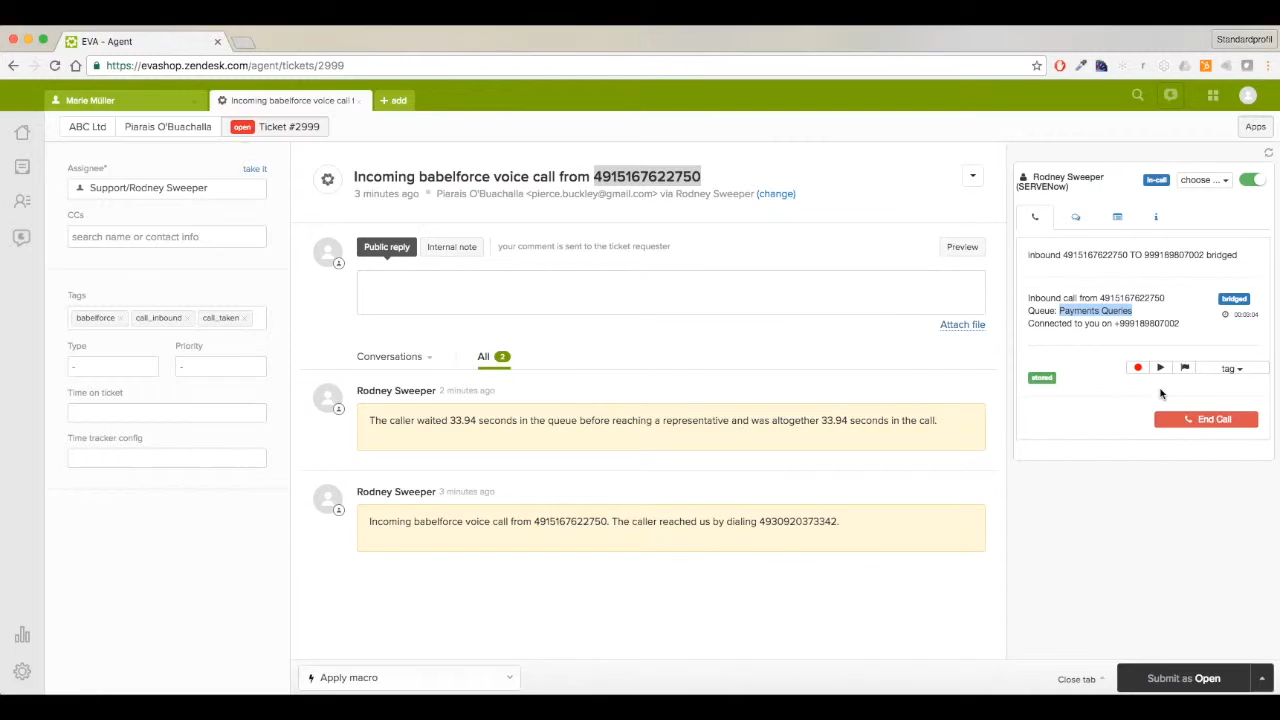 EVA - Agent
Standardprofil
https://evashop.zendesk.com/agent/tickets/2999
Marie Müller
Incoming babelforce voice call f
+ add
ABC Ltd
Piarais O'Buachalla
open Ticket #2999
Apps
Assignee*
take it
Support/Rodney Sweeper
CCs
search name or contact info
Tags
babelforce
call_inbound
call_taken
Type
Priority
-
-
Time on ticket
Time tracker config
Incoming babelforce voice call from 4915167622750
3 minutes ago Piarais O'Buachalla <pierce.buckley@gmail.com> via Rodney Sweeper (change)
Public reply
Internal note
your comment is sent to the ticket requester
Preview
Attach file
Conversations
All 2
Rodney Sweeper 2 minutes ago
The caller waited 33.94 seconds in the queue before reaching a representative and was altogether 33.94 seconds in the call.
Rodney Sweeper 3 minutes ago
Incoming babelforce voice call from 4915167622750. The caller reached us by dialing 4930920373342.
Apply macro
Close tab
Submit as Open
Rodney Sweeper
(SERVENow)
in-call
choose ...
inbound 4915167622750 TO 999189807002 bridged
Inbound call from 4915167622750
bridged
Queue: Payments Queries
00:03:04
Connected to you on +999189807002
stored
tag
End Call